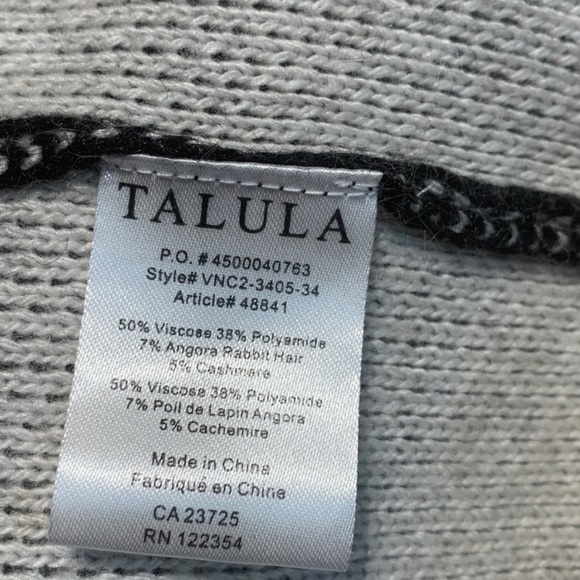 TALULA
P.O. # 4500040763
Style# VNC2-3405-34
Article# 48841
50% Viscose 38% Polyamide
7% Angora Rabbit Hair
5% Cashmere
50% Viscose 38% Polyamide
7% Poil de Lapin Angora
5% Cachemire
Made in China
Fabriqué en Chine
CA 23725
RN 122354